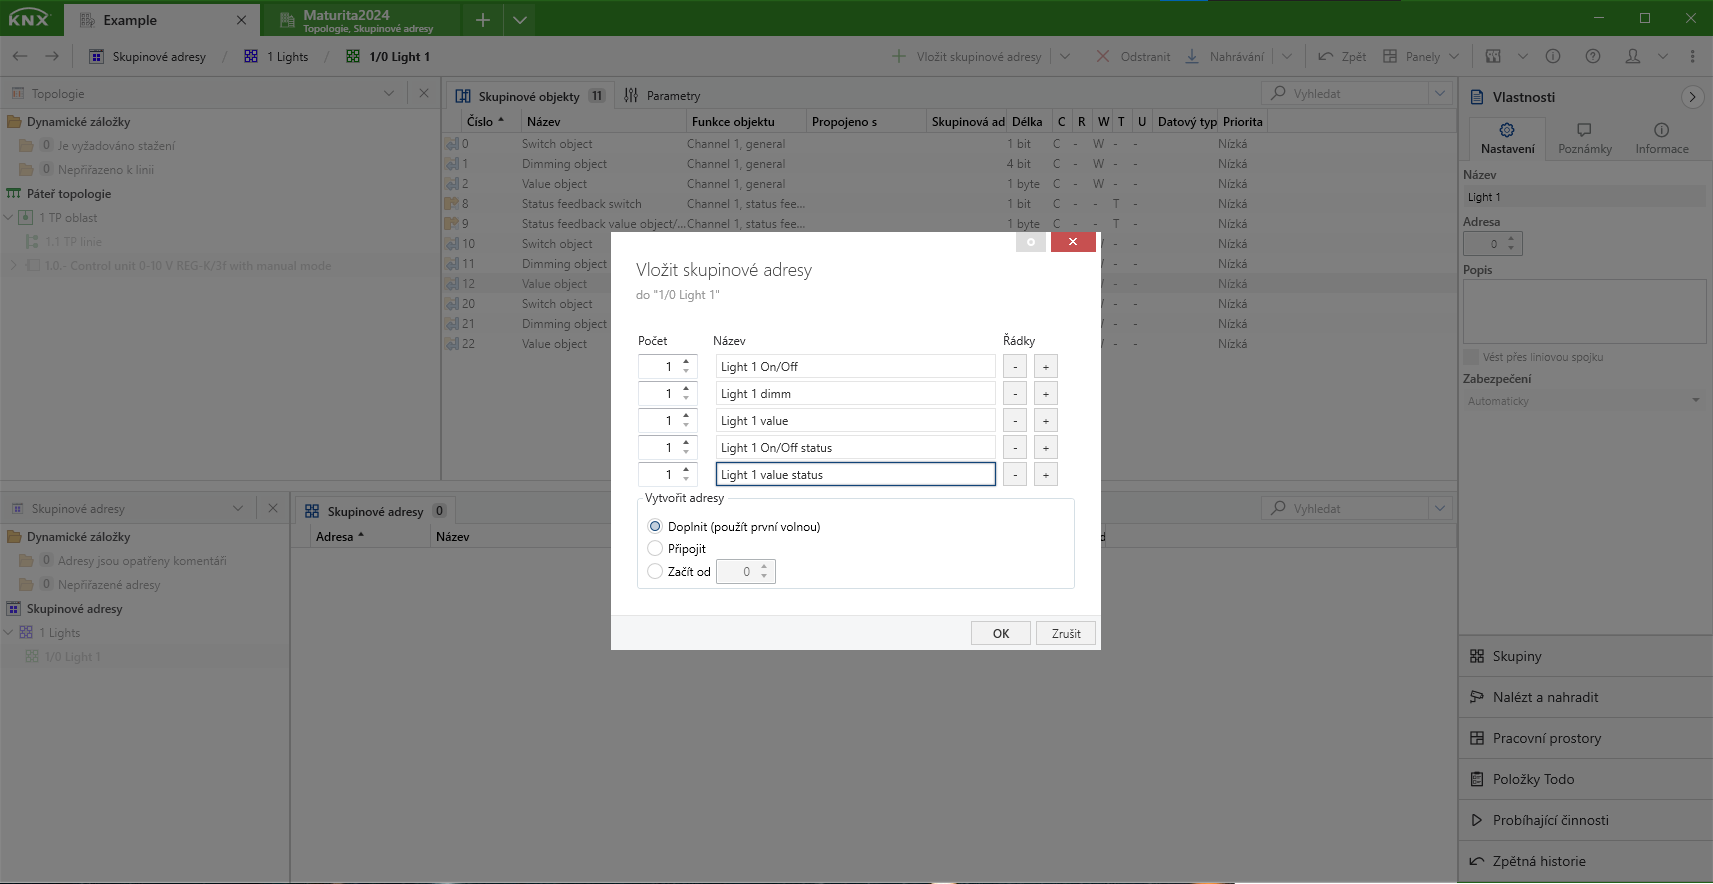 KNX Example Maturita2024
Topologie, Skupinové adresy
Skupinové adresy / 1 Lights / 1/0 Light 1
Vložit skupinové adresy Odstranit Nahrávání Zpět Panely
Topologie
Dynamické záložky
0 Je vyžadováno stažení
0 Nepřiřazeno k linii
Páteř topologie
1 TP oblast
1.1 TP linie
1.0.- Control unit 0-10 V REG-K/3f with manual mode
Skupinové objekty 11 Parametry Vyhledat
Číslo Název Funkce objektu Propojeno s Skupinová ad Délka C R W T U Datový typ Priorita
0 Switch object Channel 1, general 1 bit C - W - - Nízká
1 Dimming object Channel 1, general 4 bit C - W - - Nízká
2 Value object Channel 1, general 1 byte C - W - - Nízká
8 Status feedback switch Channel 1, status fee... 1 bit C - - T - Nízká
9 Status feedback value object/... Channel 1, status fee... 1 byte C - - T - Nízká
10 Switch object - - Nízká
11 Dimming object - - Nízká
12 Value object - - Nízká
20 Switch object - - Nízká
21 Dimming object - - Nízká
22 Value object - - Nízká
Vložit skupinové adresy
do "1/0 Light 1"
Počet Název Řádky
1 Light 1 On/Off - +
1 Light 1 dimm - +
1 Light 1 value - +
1 Light 1 On/Off status - +
1 Light 1 value status - +
Vytvořit adresy
Doplnit (použít první volnou)
Připojit
Začít od 0
OK Zrušit
Skupinové adresy
Dynamické záložky
0 Adresy jsou opatřeny komentáři
0 Nepřiřazené adresy
Skupinové adresy
1 Lights
1/0 Light 1
Skupinové adresy 0 Vyhledat
Adresa Název
Vlastnosti
Nastavení Poznámky Informace
Název
Light 1
Adresa
0
Popis
Vést přes liniovou spojku
Zabezpečení
Automaticky
Skupiny
Nalézt a nahradit
Pracovní prostory
Položky Todo
Probíhající činnosti
Zpětná historie